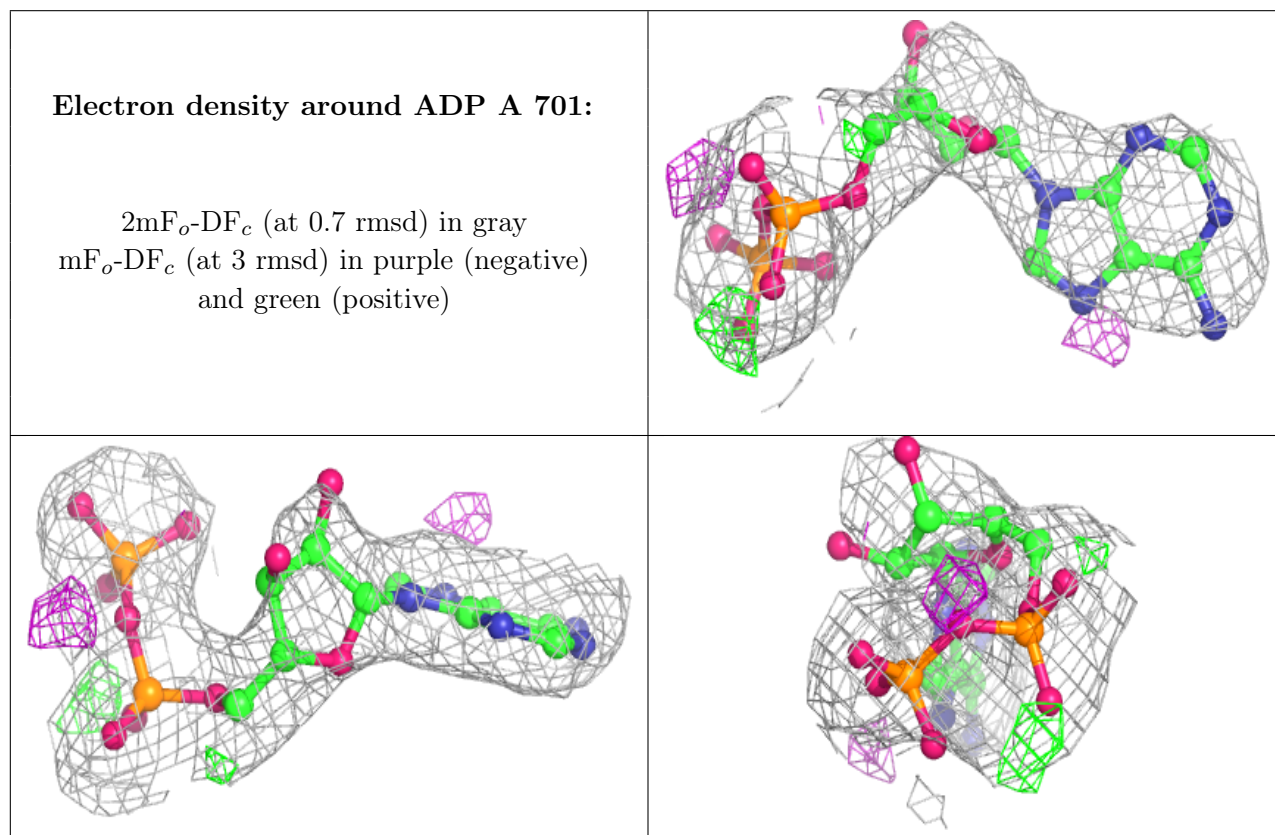 Electron density around ADP A 701:
2mFₒ-DF𝒸 (at 0.7 rmsd) in gray
mFₒ-DF𝒸 (at 3 rmsd) in purple (negative)
and green (positive)